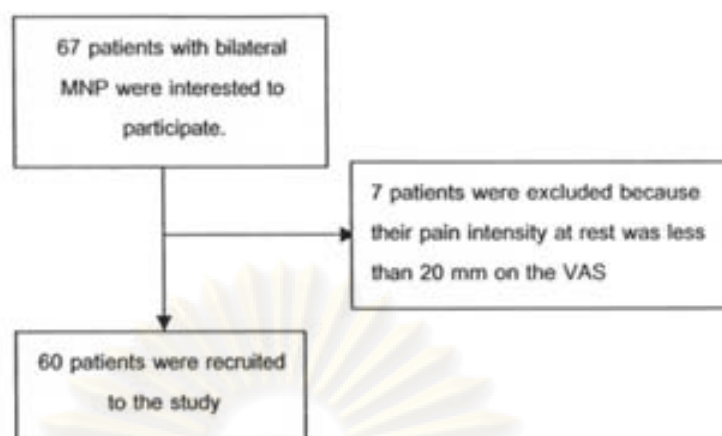 67 patients with bilateral
MNP were interested to
participate.
7 patients were excluded because
their pain intensity at rest was less
than 20 mm on the VAS
60 patients were recruited
to the study